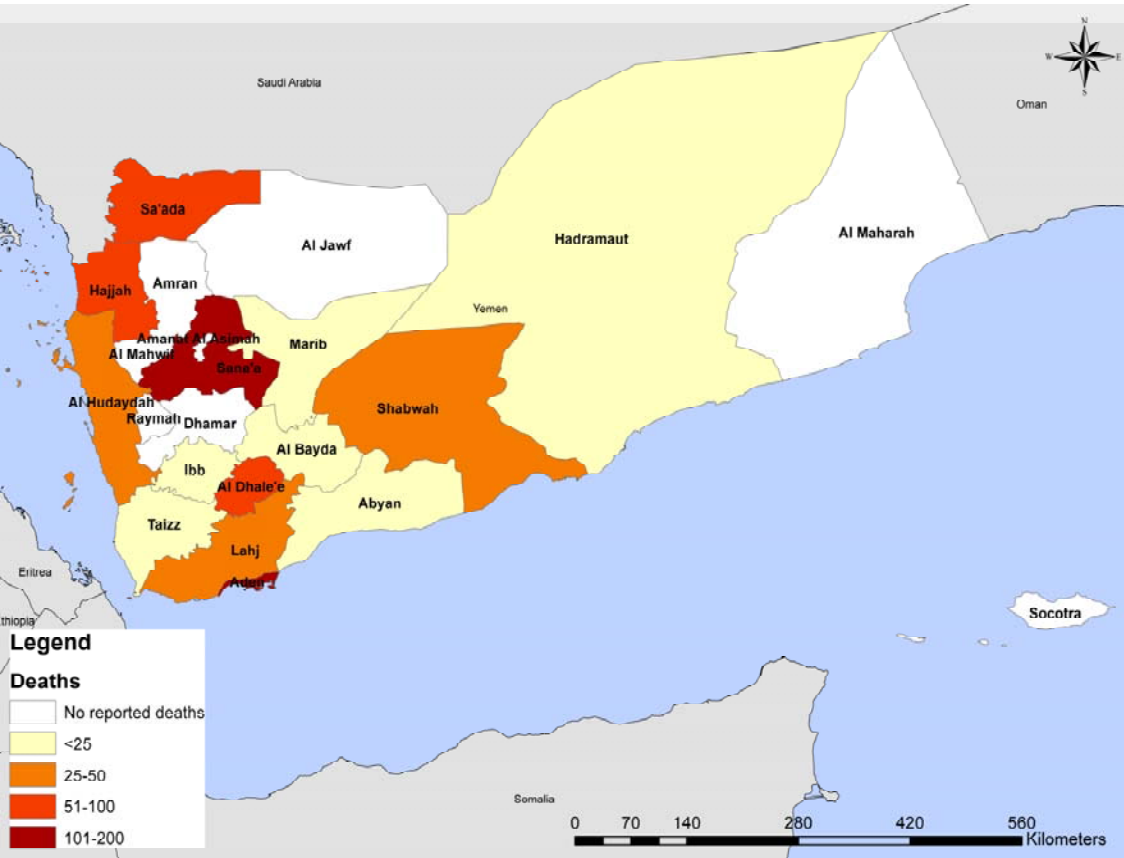 N
W E
S
Saudi Arabia
Oman
Sa'ada
Al Jawf
Hadramaut
Al Maharah
Amran
Hajjah
Yemen
Amanat Al Asimah
Marib
Al Mahwit
Sana'a
Al Hudaydah
Shabwah
Raymah
Dhamar
Al Bayda
Ibb
Al Dhale'e
Abyan
Taizz
Lahj
Eritrea
Aden
Socotra
thiopia
Legend
Deaths
No reported deaths
<25
25-50
51-100
101-200
Somalia
0 70 140 280 420 560
Kilometers